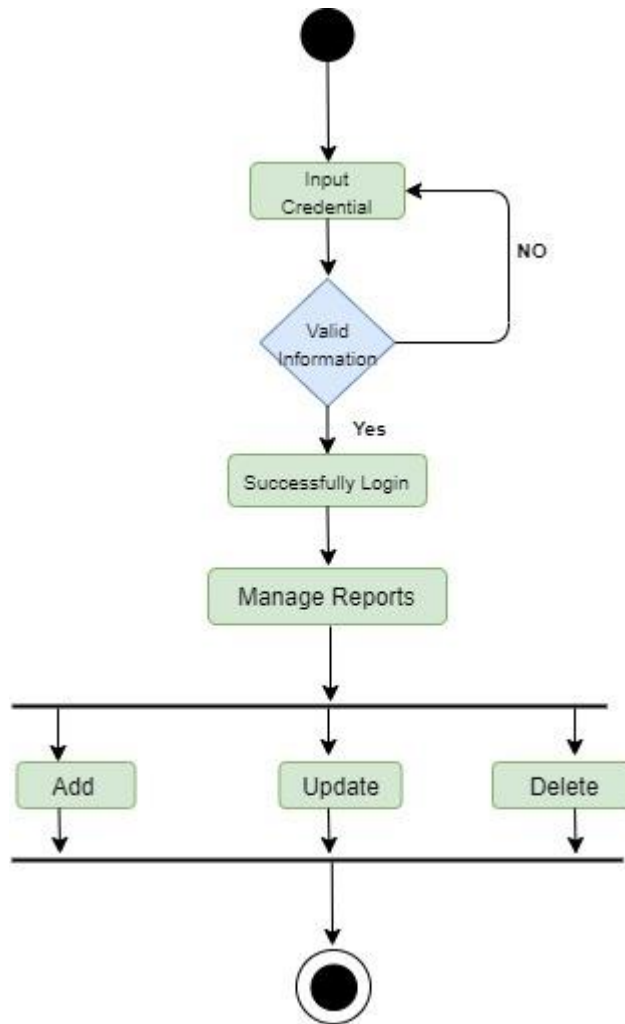 Input
Credential
NO
Valid
Information
Yes
Successfully Login
Manage Reports
Add
Update
Delete